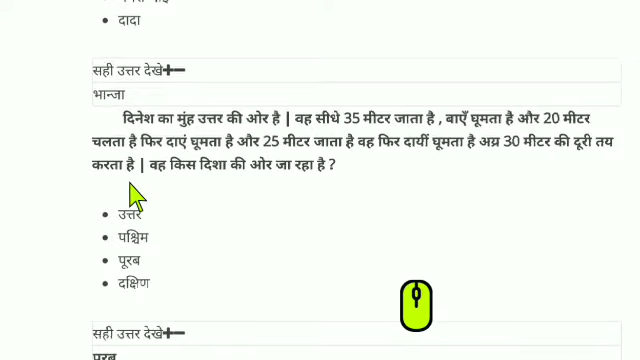 दादा
सही उत्तर देखे+−
भान्जा
दिनेश का मुंह उत्तर की ओर है | वह सीधे 35 मीटर जाता है , बाएँ घूमता है और 20 मीटर
चलता है फिर दाएं घूमता है और 25 मीटर जाता है वह फिर दायीं घूमता है अग्र 30 मीटर की दूरी तय
करता है | वह किस दिशा की ओर जा रहा है ?
उत्तर
पश्चिम
पूरब
दक्षिण
सही उत्तर देखे+−
पूरब